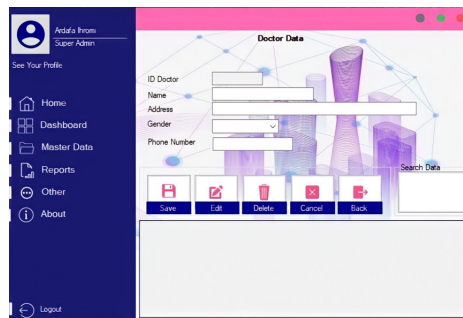 Ardafa Ihromi
Super Admin
See Your Profile
Home
Dashboard
Master Data
Reports
Other
About
Logout
Doctor Data
ID Doctor
Name
Address
Gender
Phone Number
Search Data
Save
Edit
Delete
Cancel
Back